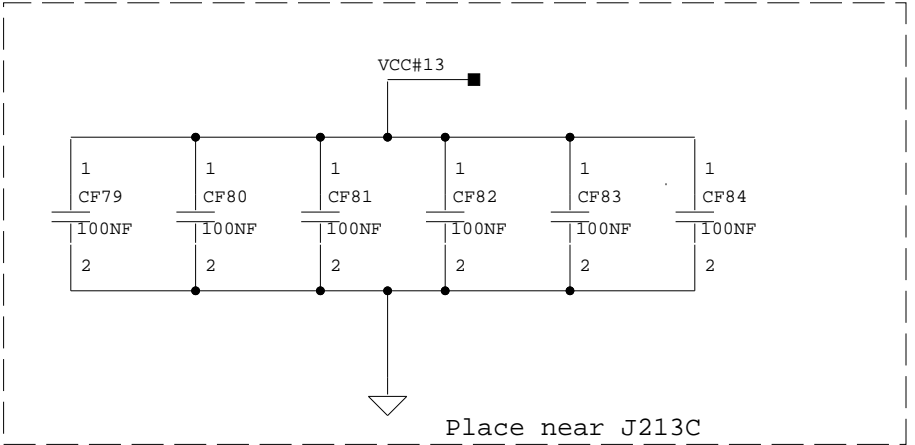 VCC#13
1 1 1 1 1 1
CF79 CF80 CF81 CF82 CF83 CF84
100NF 100NF 100NF 100NF 100NF 100NF
2 2 2 2 2 2
Place near J213C